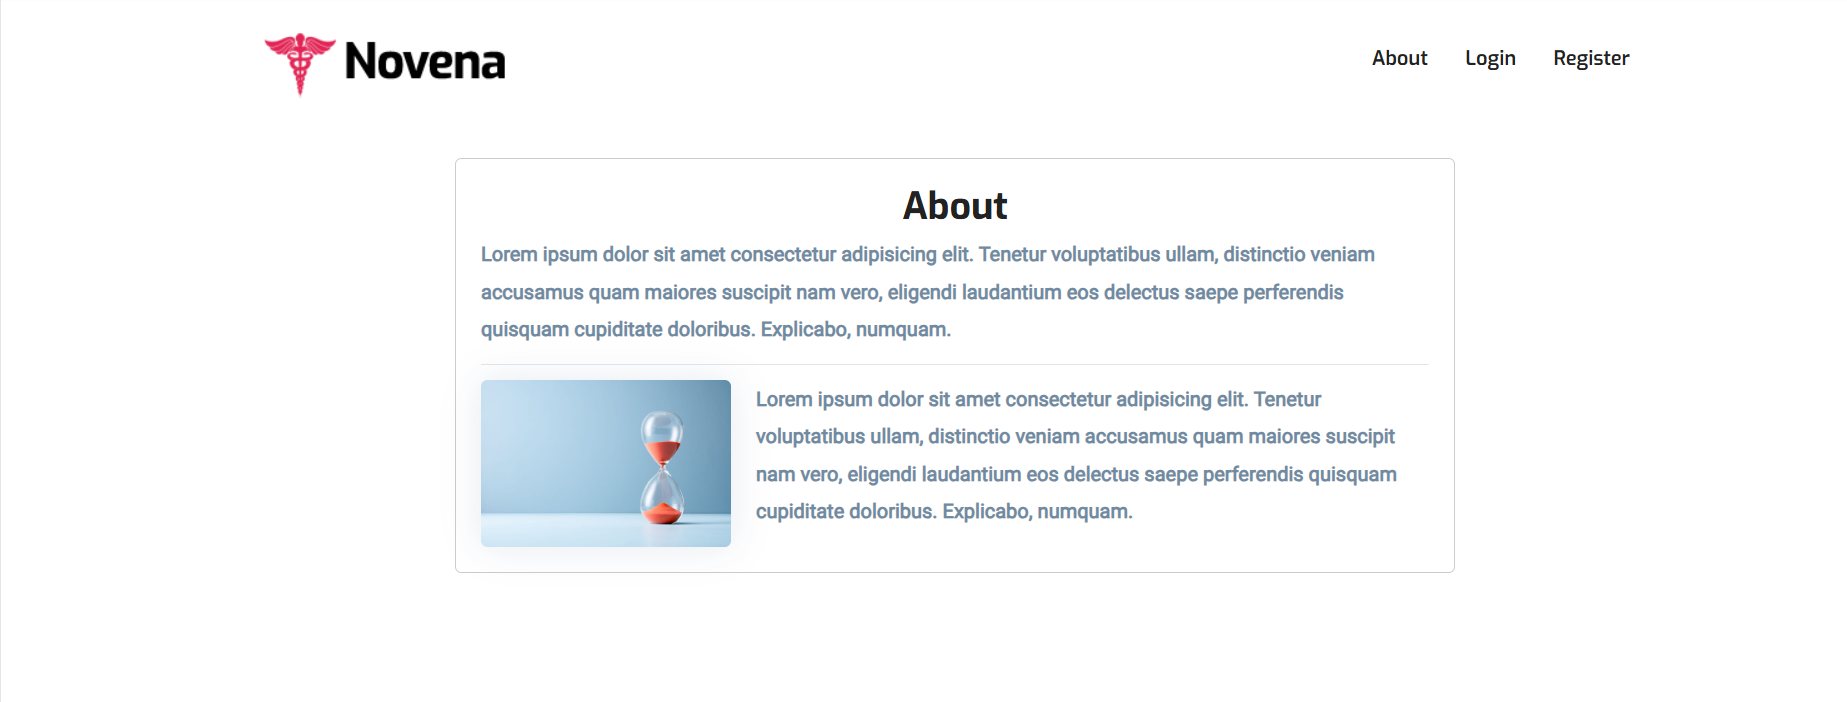 Novena
About Login Register
About
Lorem ipsum dolor sit amet consectetur adipisicing elit. Tenetur voluptatibus ullam, distinctio veniam
accusamus quam maiores suscipit nam vero, eligendi laudantium eos delectus saepe perferendis
quisquam cupiditate doloribus. Explicabo, numquam.
Lorem ipsum dolor sit amet consectetur adipisicing elit. Tenetur
voluptatibus ullam, distinctio veniam accusamus quam maiores suscipit
nam vero, eligendi laudantium eos delectus saepe perferendis quisquam
cupiditate doloribus. Explicabo, numquam.